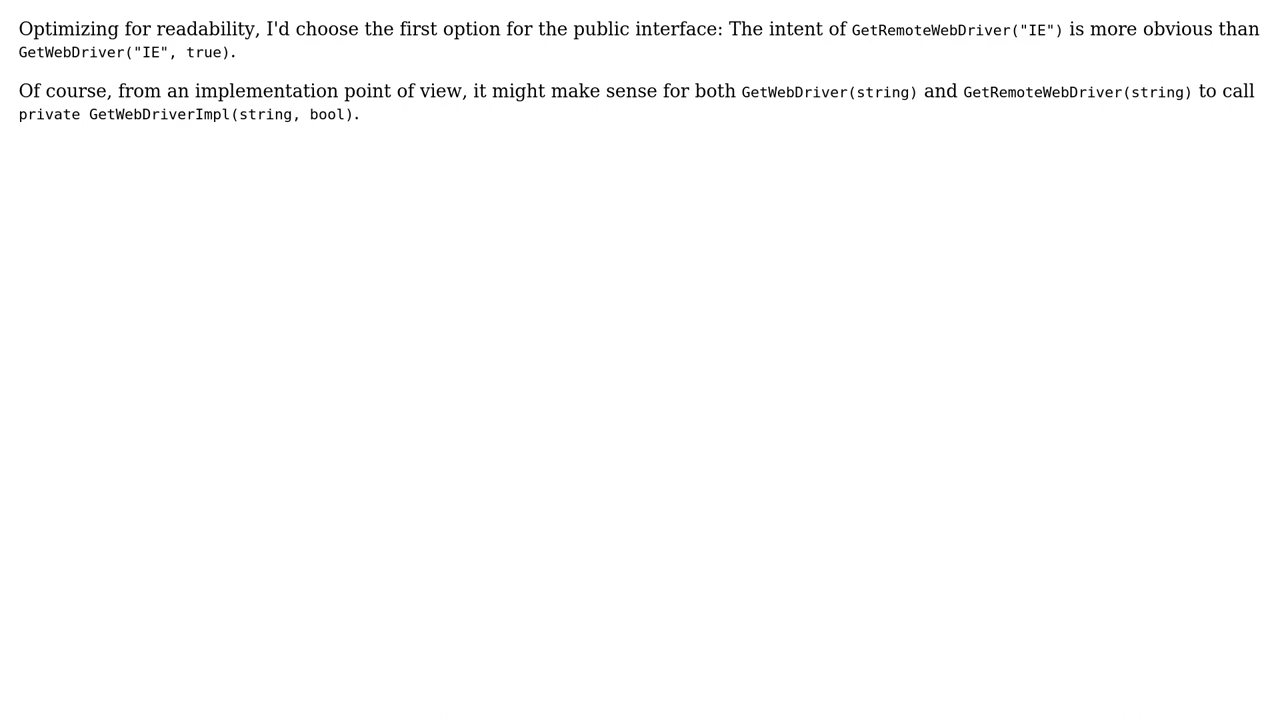 Optimizing for readability, I'd choose the first option for the public interface: The intent of GetRemoteWebDriver("IE") is more obvious than
GetWebDriver("IE", true).
Of course, from an implementation point of view, it might make sense for both GetWebDriver(string) and GetRemoteWebDriver(string) to call
private GetWebDriverImpl(string, bool).